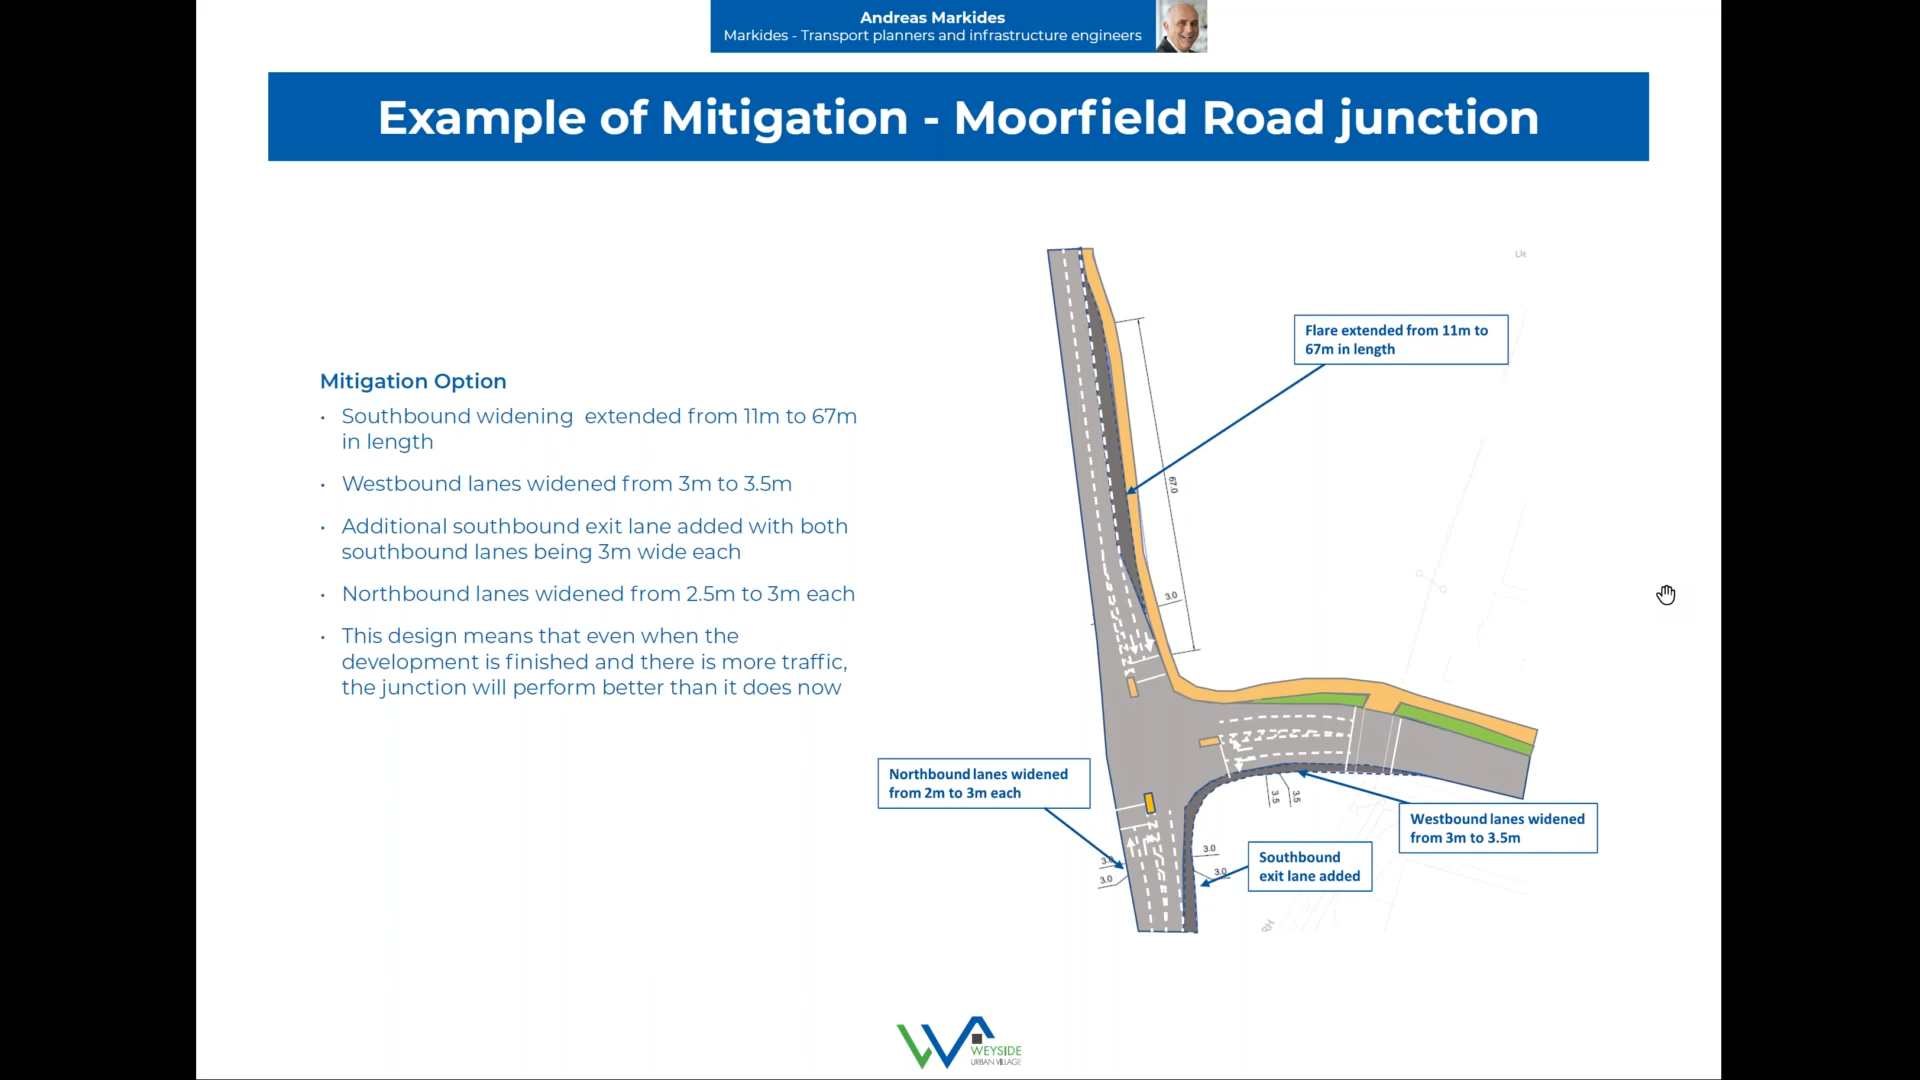 Andreas Markides
Markides - Transport planners and infrastructure engineers
Example of Mitigation - Moorfield Road junction
Mitigation Option
• Southbound widening extended from 11m to 67m
in length
• Westbound lanes widened from 3m to 3.5m
• Additional southbound exit lane added with both
southbound lanes being 3m wide each
• Northbound lanes widened from 2.5m to 3m each
• This design means that even when the
development is finished and there is more traffic,
the junction will perform better than it does now
Flare extended from 11m to
67m in length
67.0
3.0
Northbound lanes widened
from 2m to 3m each
3.5
3.5
Westbound lanes widened
from 3m to 3.5m
3.0
3.0
3.0
3.0
Southbound
exit lane added
WEYSIDE
URBAN VILLAGE